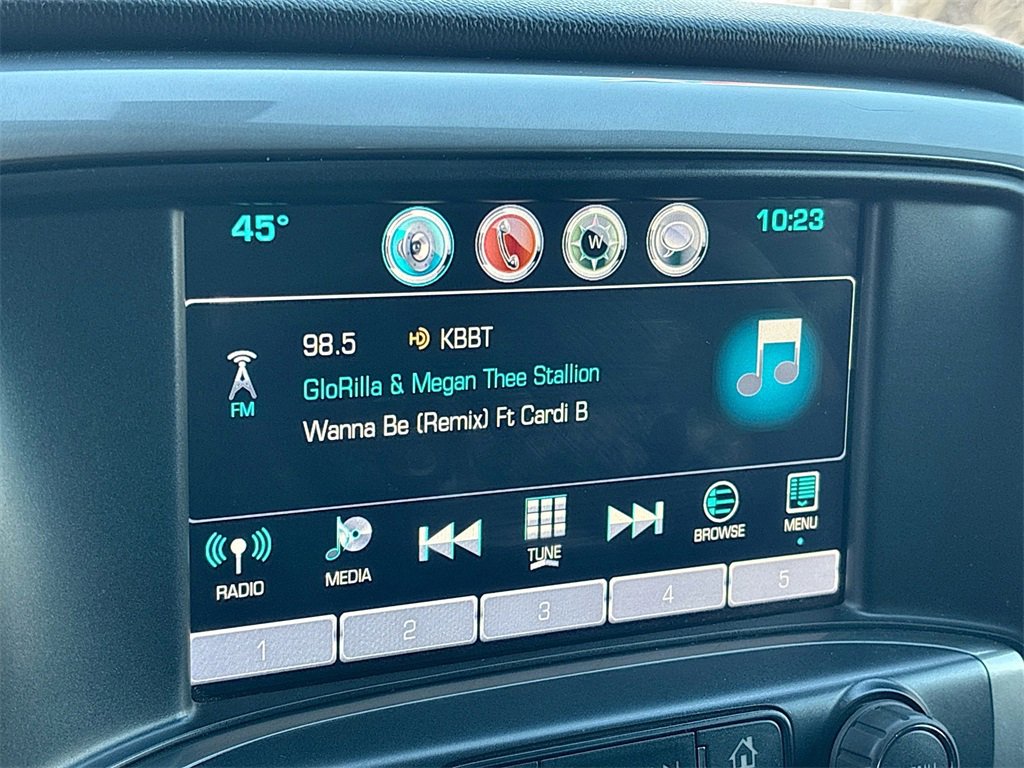 45° W 10:23
98.5 HD KBBT
GloRilla & Megan Thee Stallion
FM
Wanna Be (Remix) Ft Cardi B
RADIO MEDIA TUNE BROWSE MENU
1 2 3 4 5